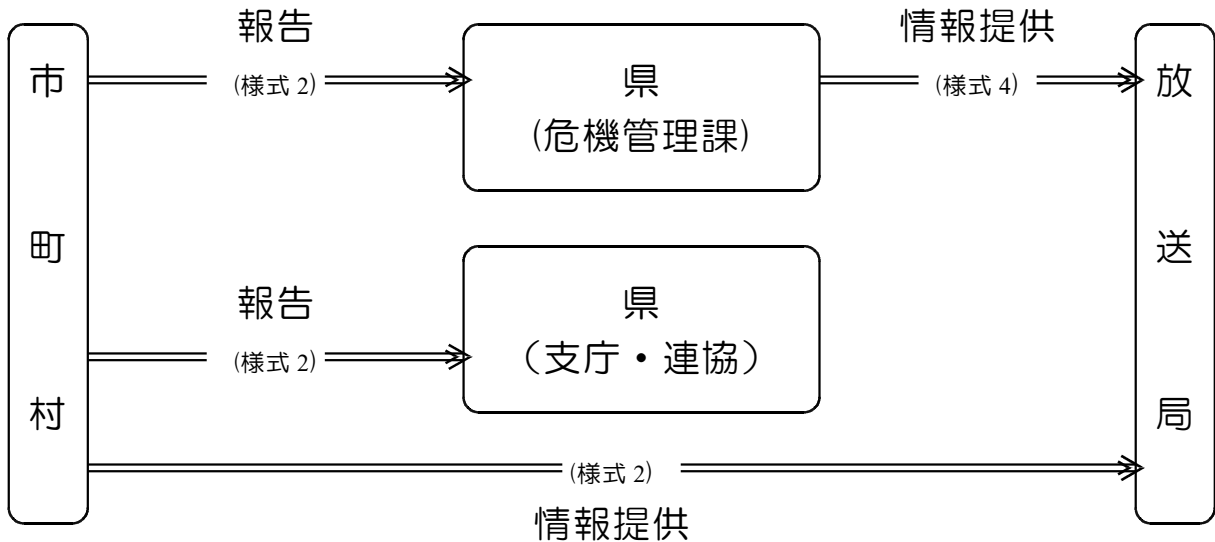 市町村
報告
(様式 2)
県
(危機管理課)
情報提供
(様式 4)
放送局
報告
(様式 2)
県
（支庁・連協）
(様式 2)
情報提供